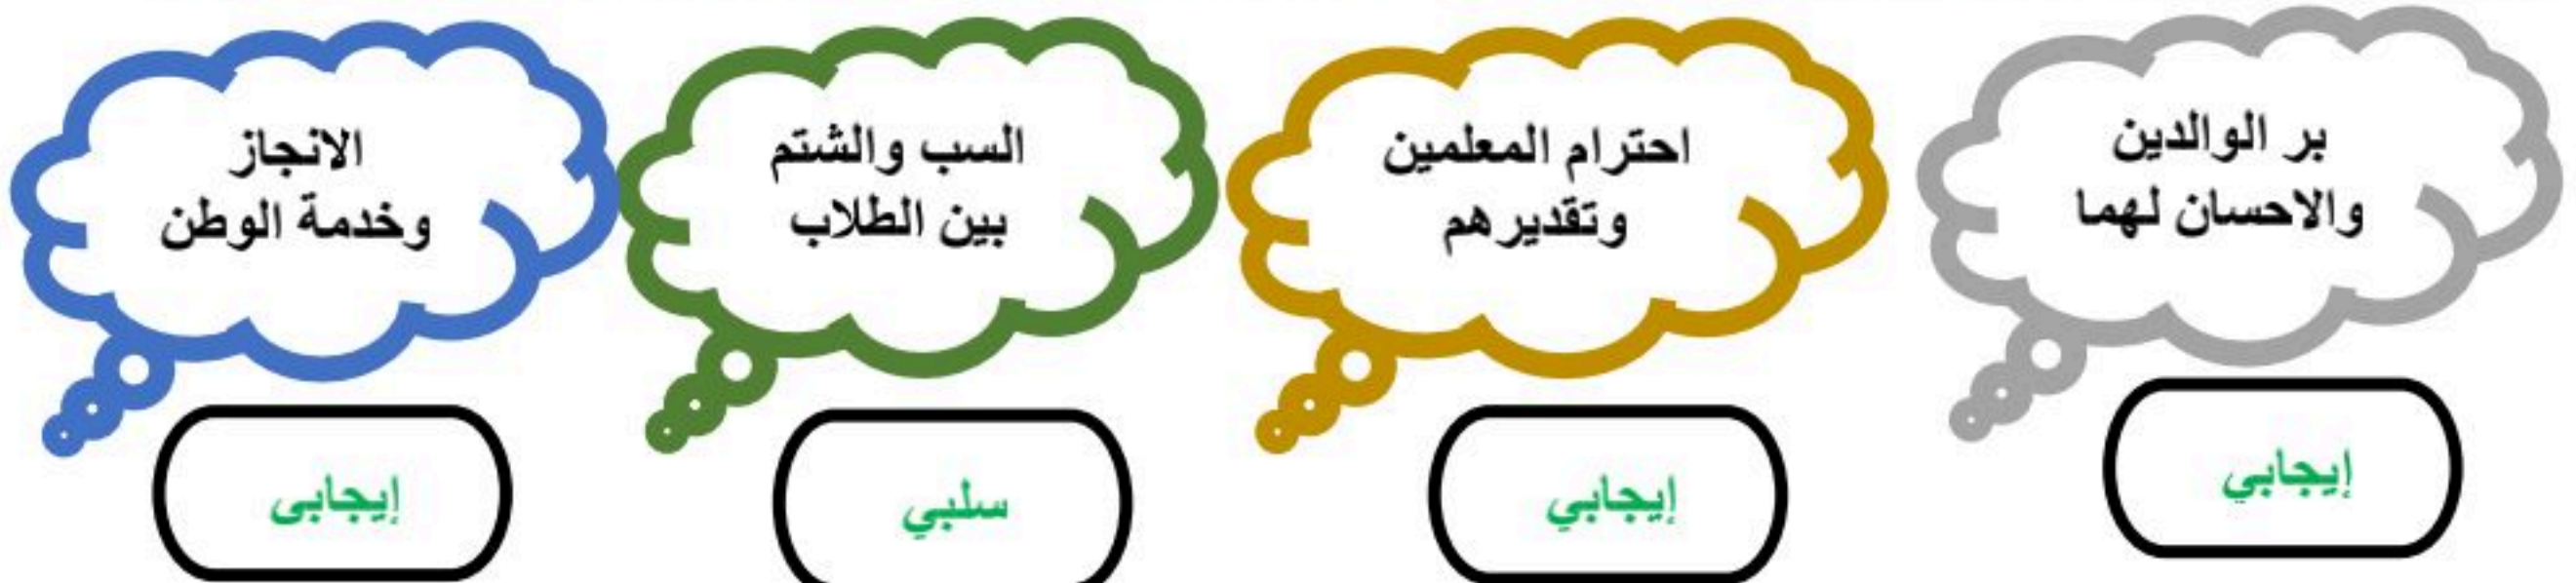 بر الوالدين
والاحسان لهما
احترام المعلمين
وتقديرهم
السب والشتم
بين الطلاب
الانجاز
وخدمة الوطن
إيجابي
إيجابي
سلبي
إيجابى